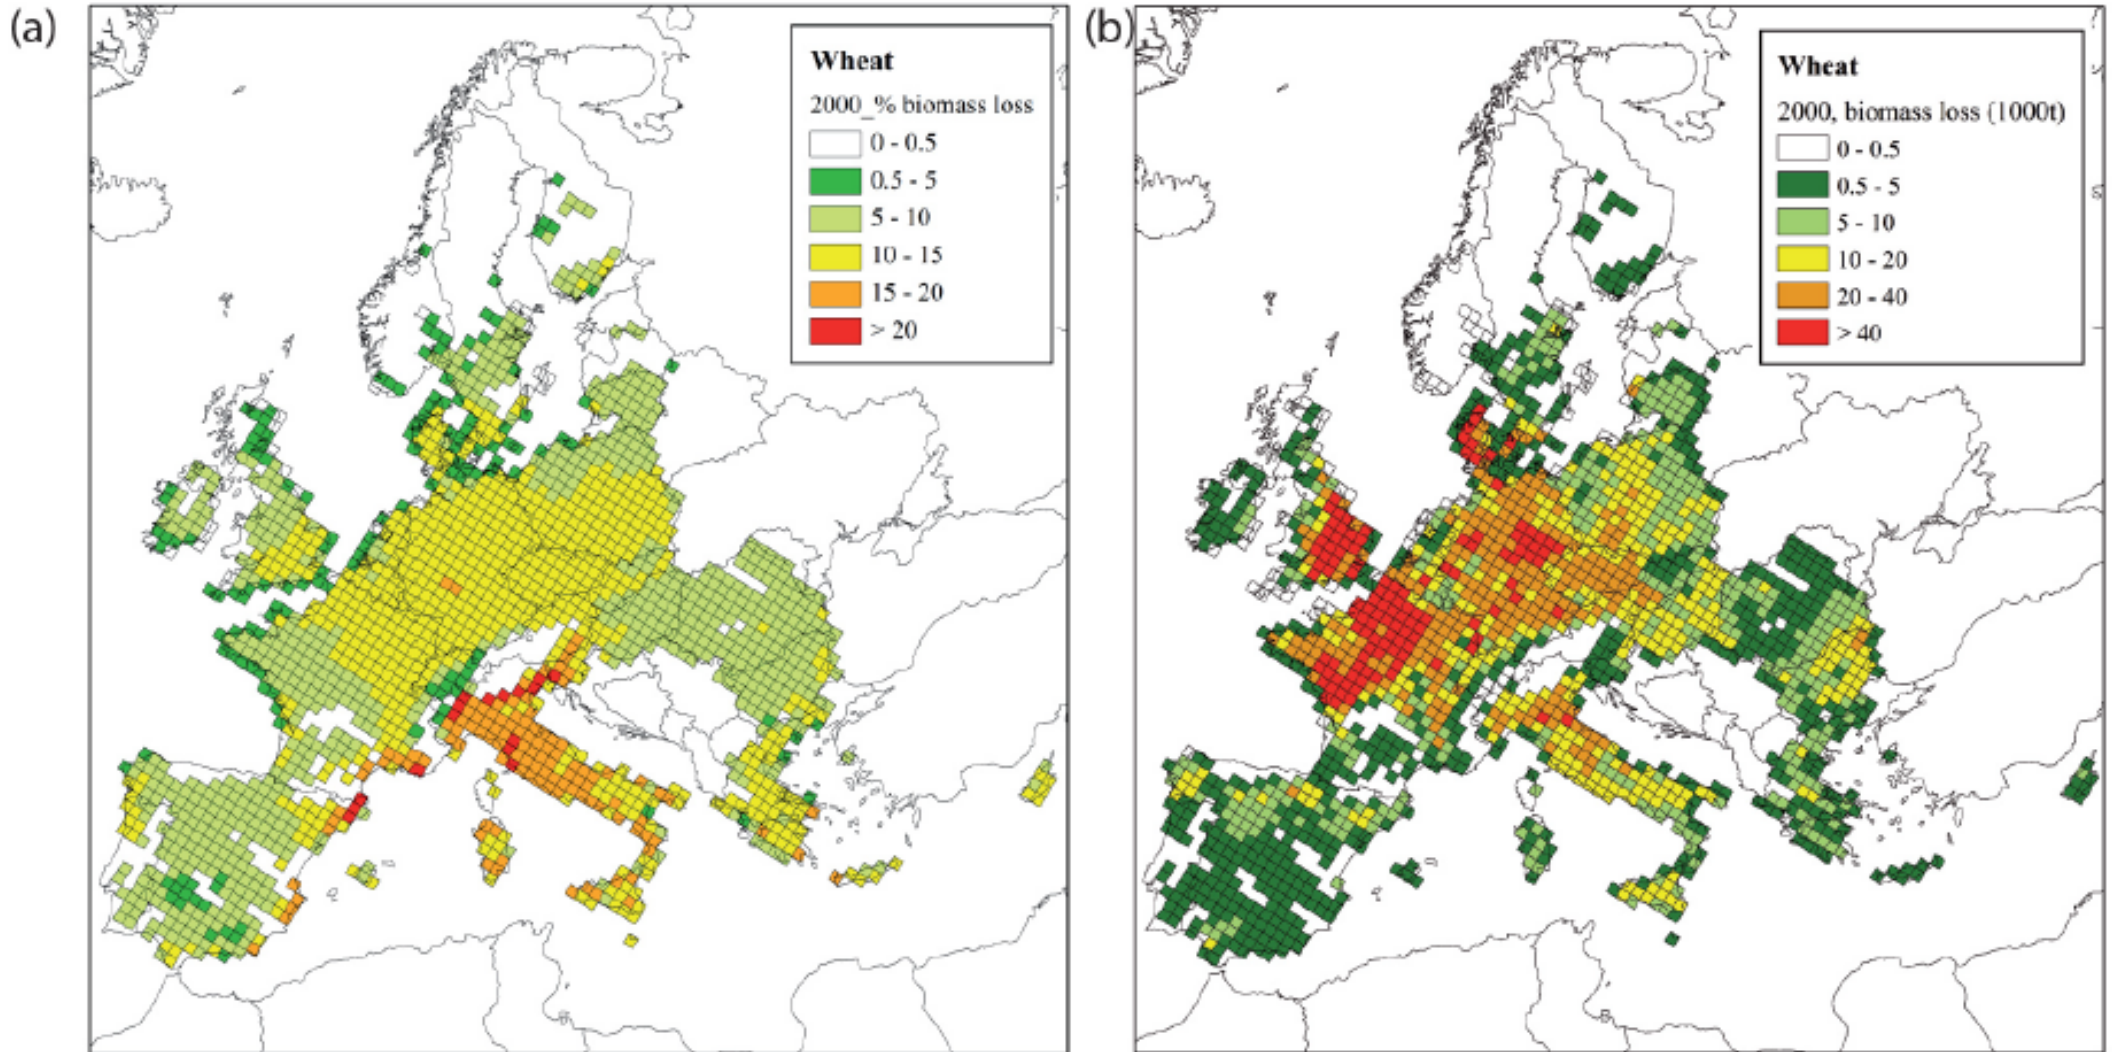 (a)
Wheat
2000_% biomass loss
0 - 0.5
0.5 - 5
5 - 10
10 - 15
15 - 20
> 20
(b)
Wheat
2000, biomass loss (1000t)
0 - 0.5
0.5 - 5
5 - 10
10 - 20
20 - 40
> 40